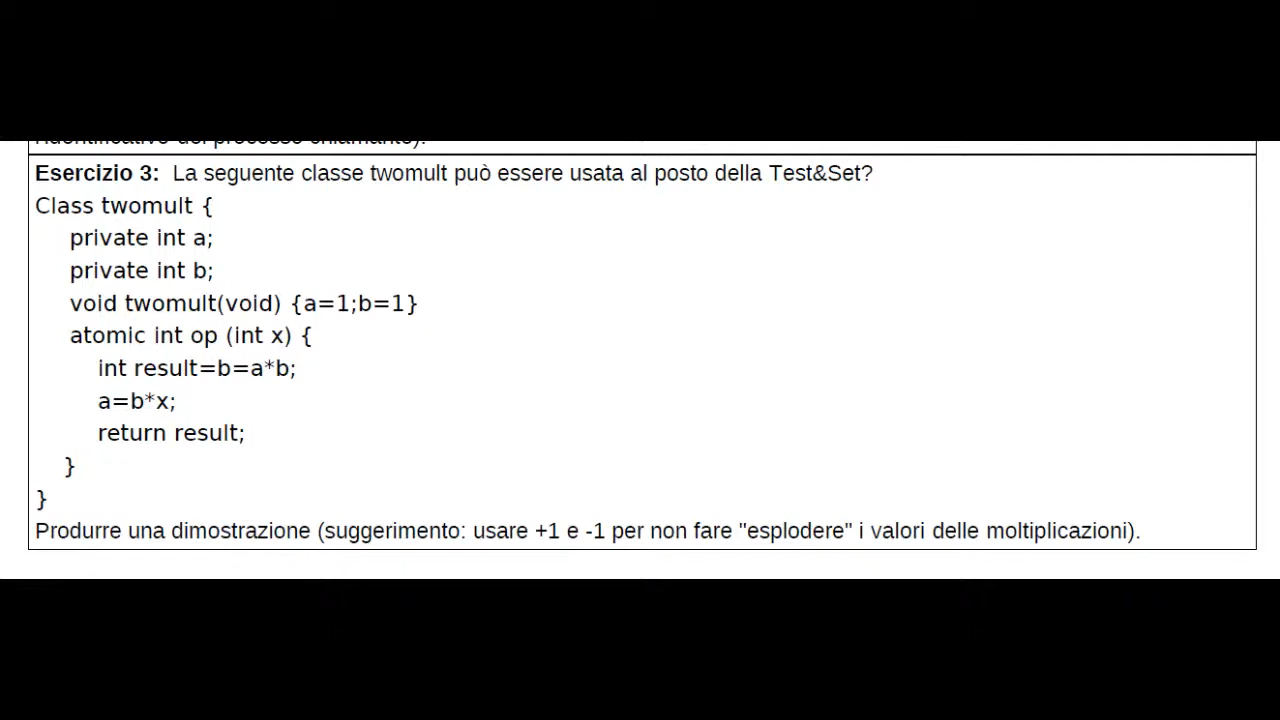 Esercizio 3: La seguente classe twomult può essere usata al posto della Test&Set?
Class twomult {
private int a;
private int b;
void twomult(void) {a=1;b=1}
atomic int op (int x) {
int result=b=a*b;
a=b*x;
return result;
}
}
Produrre una dimostrazione (suggerimento: usare +1 e -1 per non fare "esplodere" i valori delle moltiplicazioni).